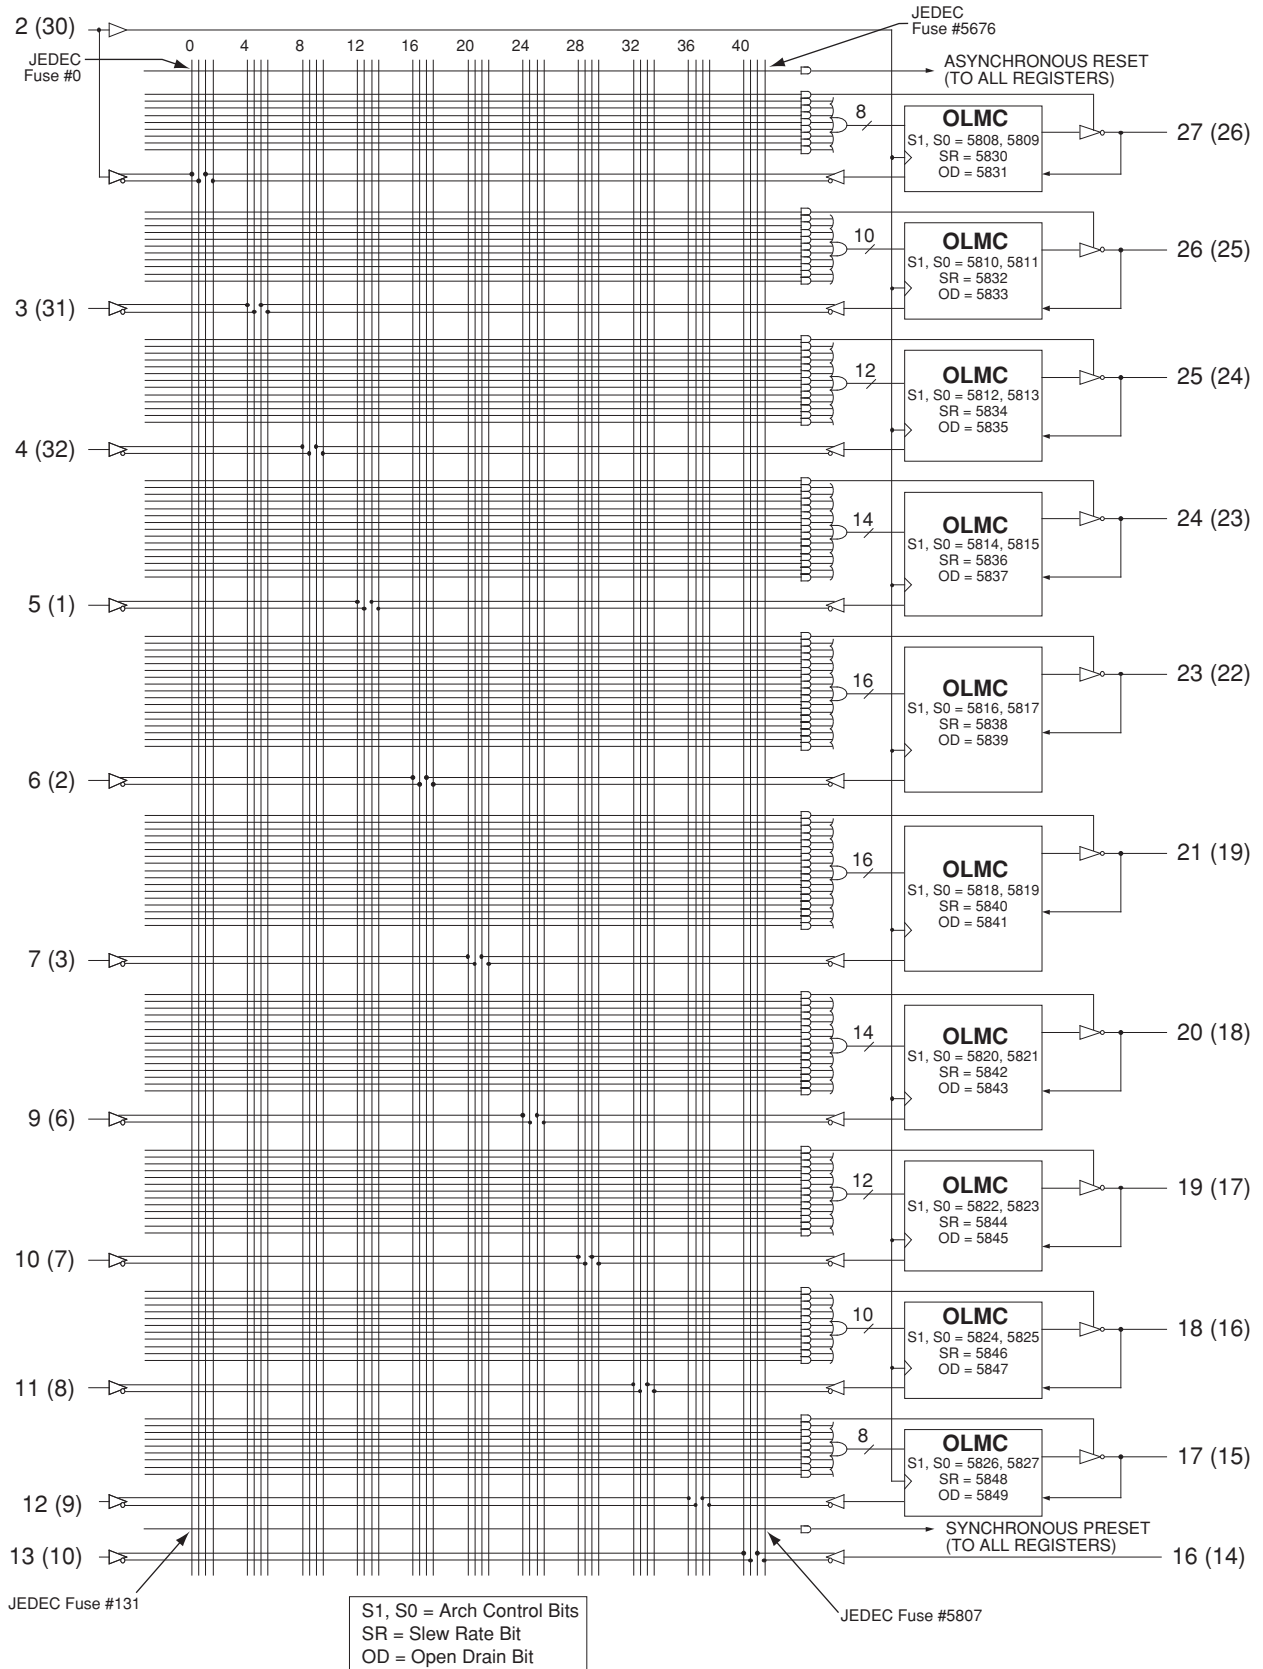 2 (30)
JEDEC
Fuse #5676
0 4 8 12 16 20 24 28 32 36 40
JEDEC
Fuse #0
ASYNCHRONOUS RESET
(TO ALL REGISTERS)
8
OLMC
S1, S0 = 5808, 5809
SR = 5830
OD = 5831
27 (26)
10
OLMC
S1, S0 = 5810, 5811
SR = 5832
OD = 5833
26 (25)
3 (31)
12
OLMC
S1, S0 = 5812, 5813
SR = 5834
OD = 5835
25 (24)
4 (32)
14
OLMC
S1, S0 = 5814, 5815
SR = 5836
OD = 5837
24 (23)
5 (1)
16
OLMC
S1, S0 = 5816, 5817
SR = 5838
OD = 5839
23 (22)
6 (2)
16
OLMC
S1, S0 = 5818, 5819
SR = 5840
OD = 5841
21 (19)
7 (3)
14
OLMC
S1, S0 = 5820, 5821
SR = 5842
OD = 5843
20 (18)
9 (6)
12
OLMC
S1, S0 = 5822, 5823
SR = 5844
OD = 5845
19 (17)
10 (7)
10
OLMC
S1, S0 = 5824, 5825
SR = 5846
OD = 5847
18 (16)
11 (8)
8
OLMC
S1, S0 = 5826, 5827
SR = 5848
OD = 5849
17 (15)
12 (9)
SYNCHRONOUS PRESET
(TO ALL REGISTERS)
13 (10)
16 (14)
JEDEC Fuse #131
JEDEC Fuse #5807
S1, S0 = Arch Control Bits
SR = Slew Rate Bit
OD = Open Drain Bit